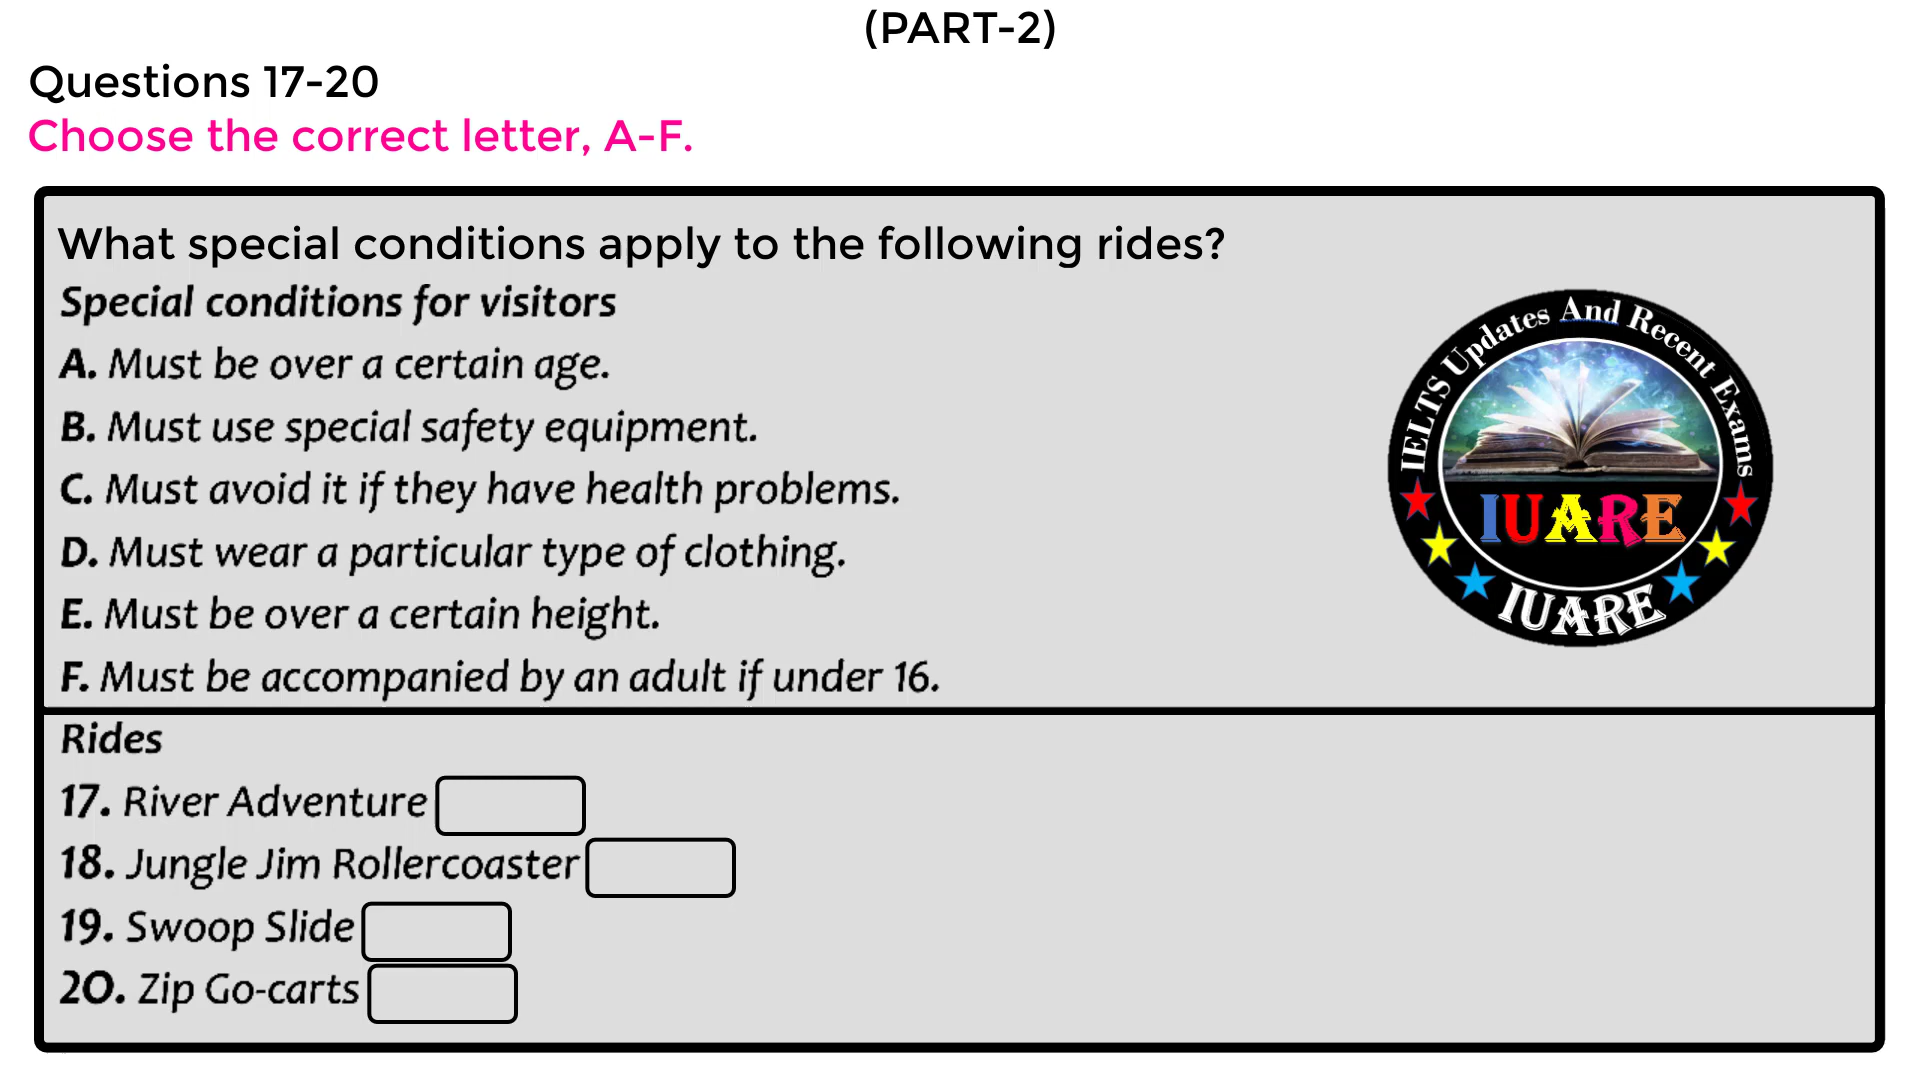 (PART-2)
Questions 17-20
Choose the correct letter, A-F.
What special conditions apply to the following rides?
Special conditions for visitors
A. Must be over a certain age.
B. Must use special safety equipment.
C. Must avoid it if they have health problems.
D. Must wear a particular type of clothing.
E. Must be over a certain height.
F. Must be accompanied by an adult if under 16.
IELTS Updates And Recent Exams
IUARE
IUARE
Rides
17. River Adventure
18. Jungle Jim Rollercoaster
19. Swoop Slide
20. Zip Go-carts